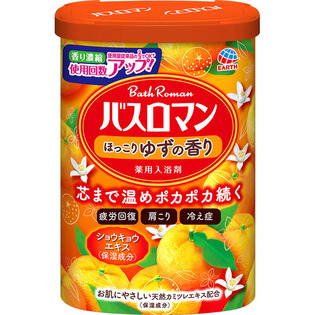 香り濃縮
使用回数
アップ!
EARTH
Bath Roman
バスロマン
ほっこりゆずの香り
薬用入浴剤
芯まで温めポカポカ続く
疲労回復 肩こり 冷え症
ショウキョウ
エキス
(保湿成分)
お肌にやさしい天然カミツレエキス配合
(保湿成分)